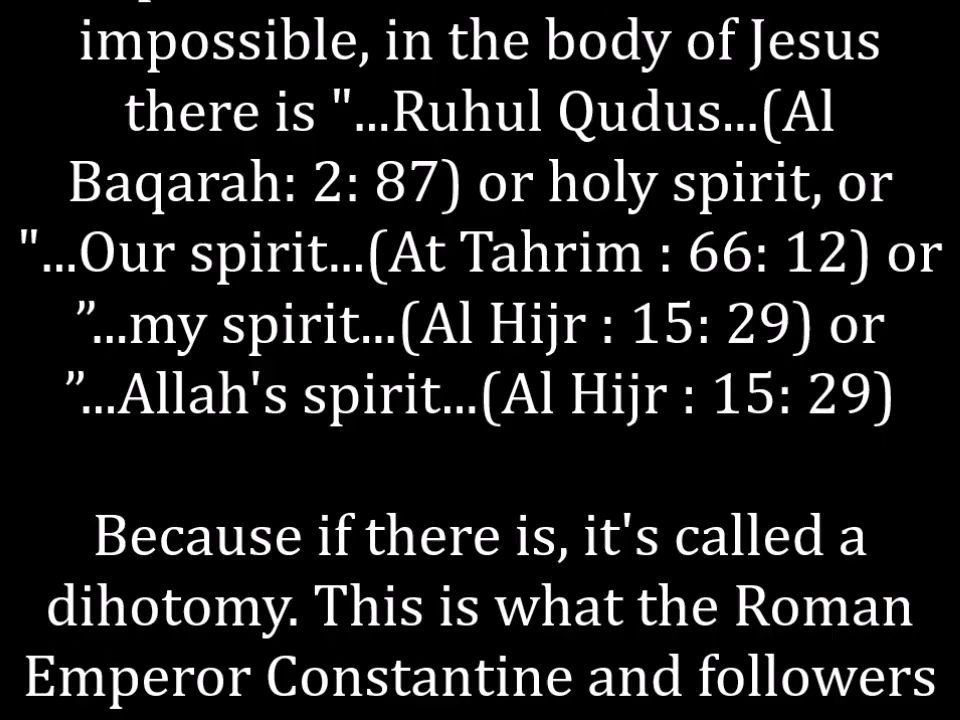 impossible, in the body of Jesus
there is "...Ruhul Qudus...(Al
Baqarah: 2: 87) or holy spirit, or
"...Our spirit...(At Tahrim : 66: 12) or
”...my spirit...(Al Hijr : 15: 29) or
”...Allah's spirit...(Al Hijr : 15: 29)
Because if there is, it's called a
dihotomy. This is what the Roman
Emperor Constantine and followers